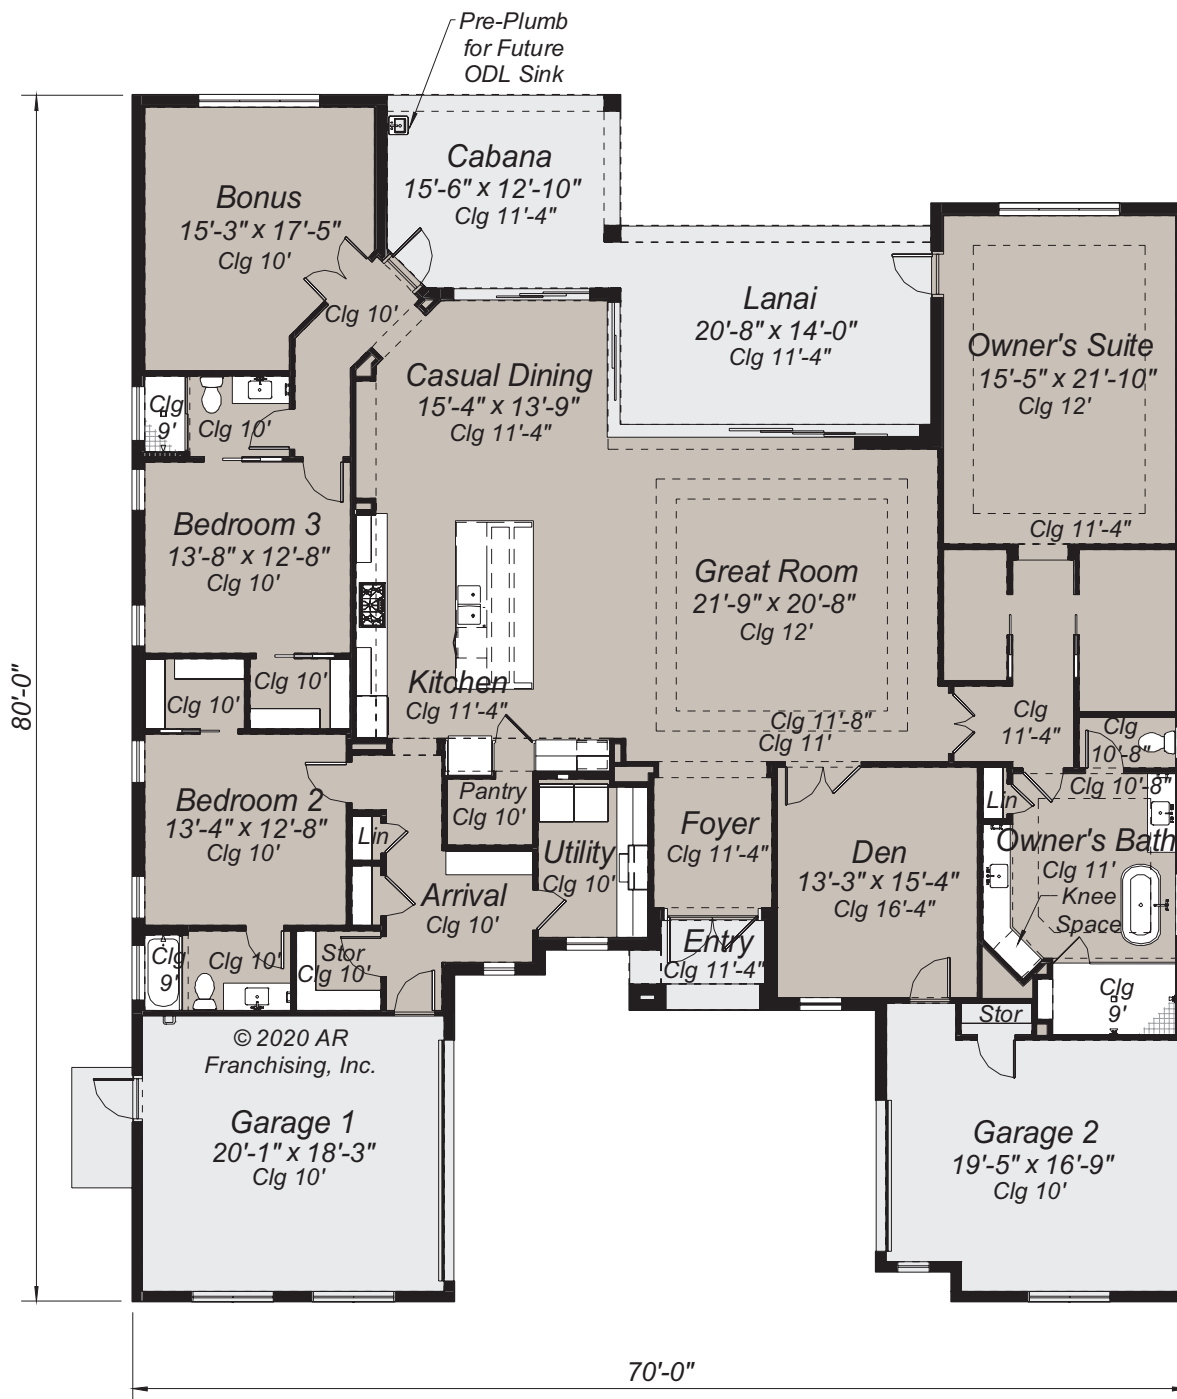 Pre-Plumb
for Future
ODL Sink
Cabana
15'-6" x 12'-10"
Clg 11'-4"
Bonus
15'-3" x 17'-5"
Clg 10'
Clg 10'
Lanai
20'-8" x 14'-0"
Clg 11'-4"
Owner's Suite
15'-5" x 21'-10"
Clg 12'
Clg 11'-4"
Casual Dining
15'-4" x 13'-9"
Clg 11'-4"
Clg
9'
Clg 10'
Bedroom 3
13'-8" x 12'-8"
Clg 10'
Great Room
21'-9" x 20'-8"
Clg 12'
Clg 11'-8"
Clg 11'
80'-0"
Clg 10'
Clg 10'
Kitchen
Clg 11'-4"
Clg
11'-4"
Clg
10'-8"
Clg 10'-8"
Bedroom 2
13'-4" x 12'-8"
Clg 10'
Lin
Pantry
Clg 10'
Utility
Clg 10'
Foyer
Clg 11'-4"
Den
13'-3" x 15'-4"
Clg 16'-4"
Lin
Owner's Bath
Clg 11'
Knee
Space
Arrival
Clg 10'
Entry
Clg 11'-4"
Clg
9'
Clg 10'
Stor
Clg 10'
Stor
Clg
9'
© 2020 AR
Franchising, Inc.
Garage 1
20'-1" x 18'-3"
Clg 10'
Garage 2
19'-5" x 16'-9"
Clg 10'
70'-0"